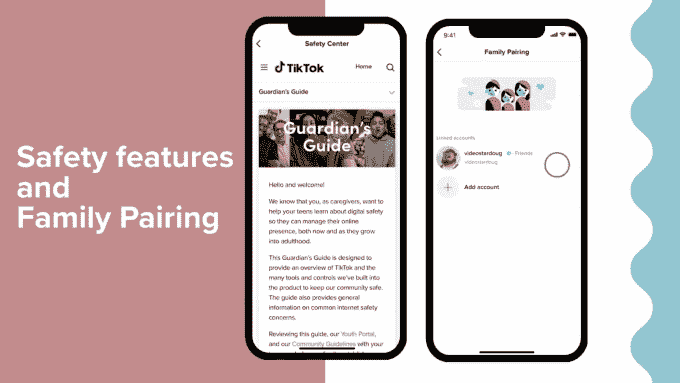 Safety features
and
Family Pairing
Safety Center
TikTok
Home
Guardian's Guide
Guardian's
Guide
Hello and welcome!
We know that you, as caregivers, want to
help your teens learn about digital safety
so they can manage their online
presence, both now and as they grow
into adulthood.
This Guardian's Guide is designed to
provide an overview of TikTok and the
many tools and controls we've built into
the product to keep our community safe.
The guide also provides general
information on common internet safety
concerns.
Reviewing this guide, our Youth Portal,
and our Community Guidelines with your
9:41
Family Pairing
Linked accounts
videostardoug
Friends
videostardoug
Add account